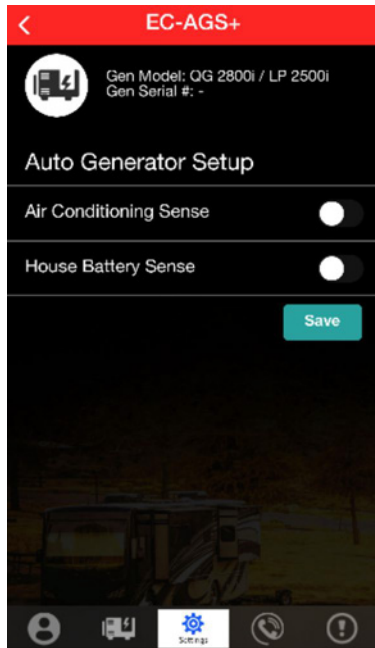 EC-AGS+
Gen Model: QG 2800i / LP 2500i
Gen Serial #: -
Auto Generator Setup
Air Conditioning Sense
House Battery Sense
Save
Settings